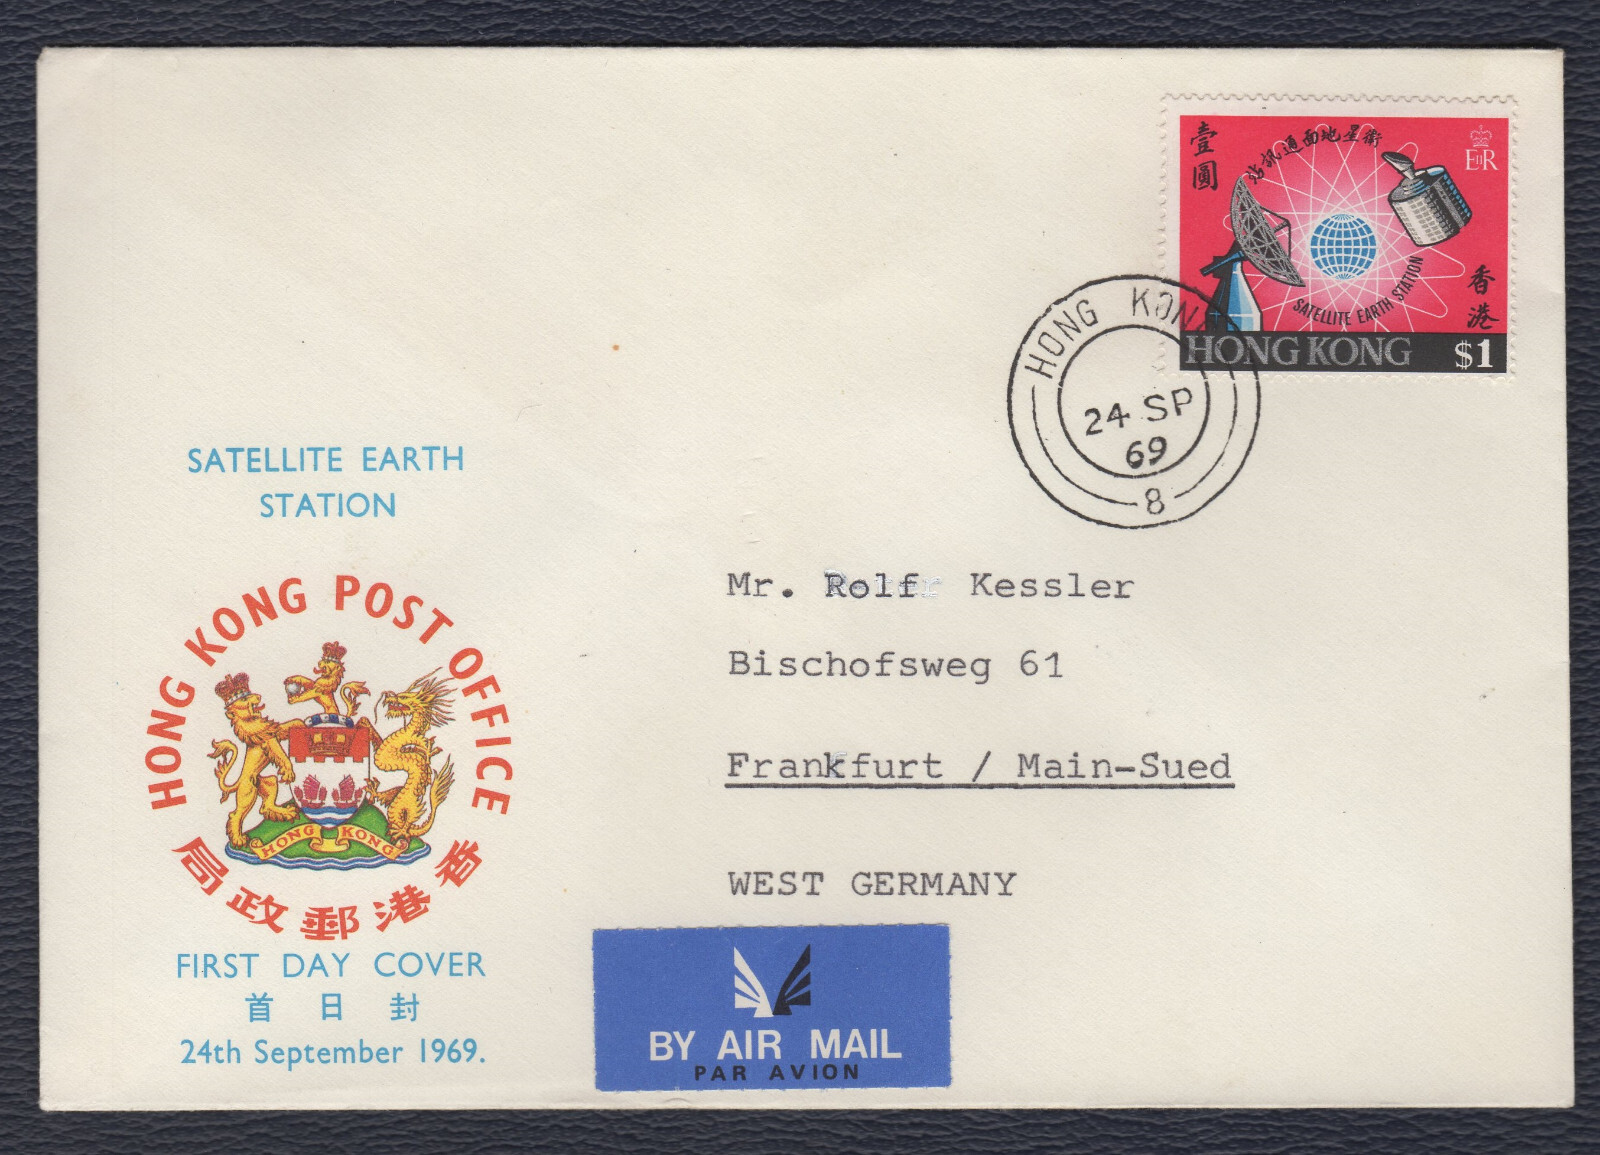 壹圓
衛星地面通訊站
EIIR
SATELLITE EARTH STATION
香港
HONG KONG
$1
HONG KONG
24 SP
69
8
SATELLITE EARTH
STATION
HONG KONG POST OFFICE
HONG KONG
香港郵政局
FIRST DAY COVER
首日封
24th September 1969.
Mr. Rolf Kessler
Bischofsweg 61
Frankfurt / Main-Sued
WEST GERMANY
BY AIR MAIL
PAR AVION